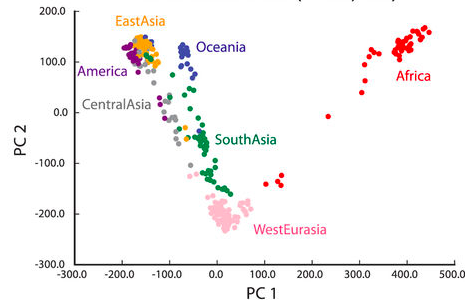 200.0
100.0
0.0
-100.0
-200.0
-300.0
PC 2
EastAsia
Oceania
America
Africa
CentralAsia
SouthAsia
WestEurasia
-300.0 -200.0 -100.0 0.0 100.0 200.0 300.0 400.0 500.0
PC 1